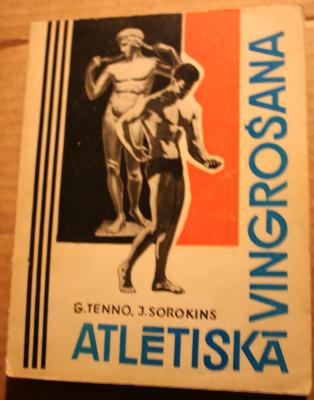 G.TENNO, J.SOROKINS
ATLĒTISKĀ
VINGROŠANA